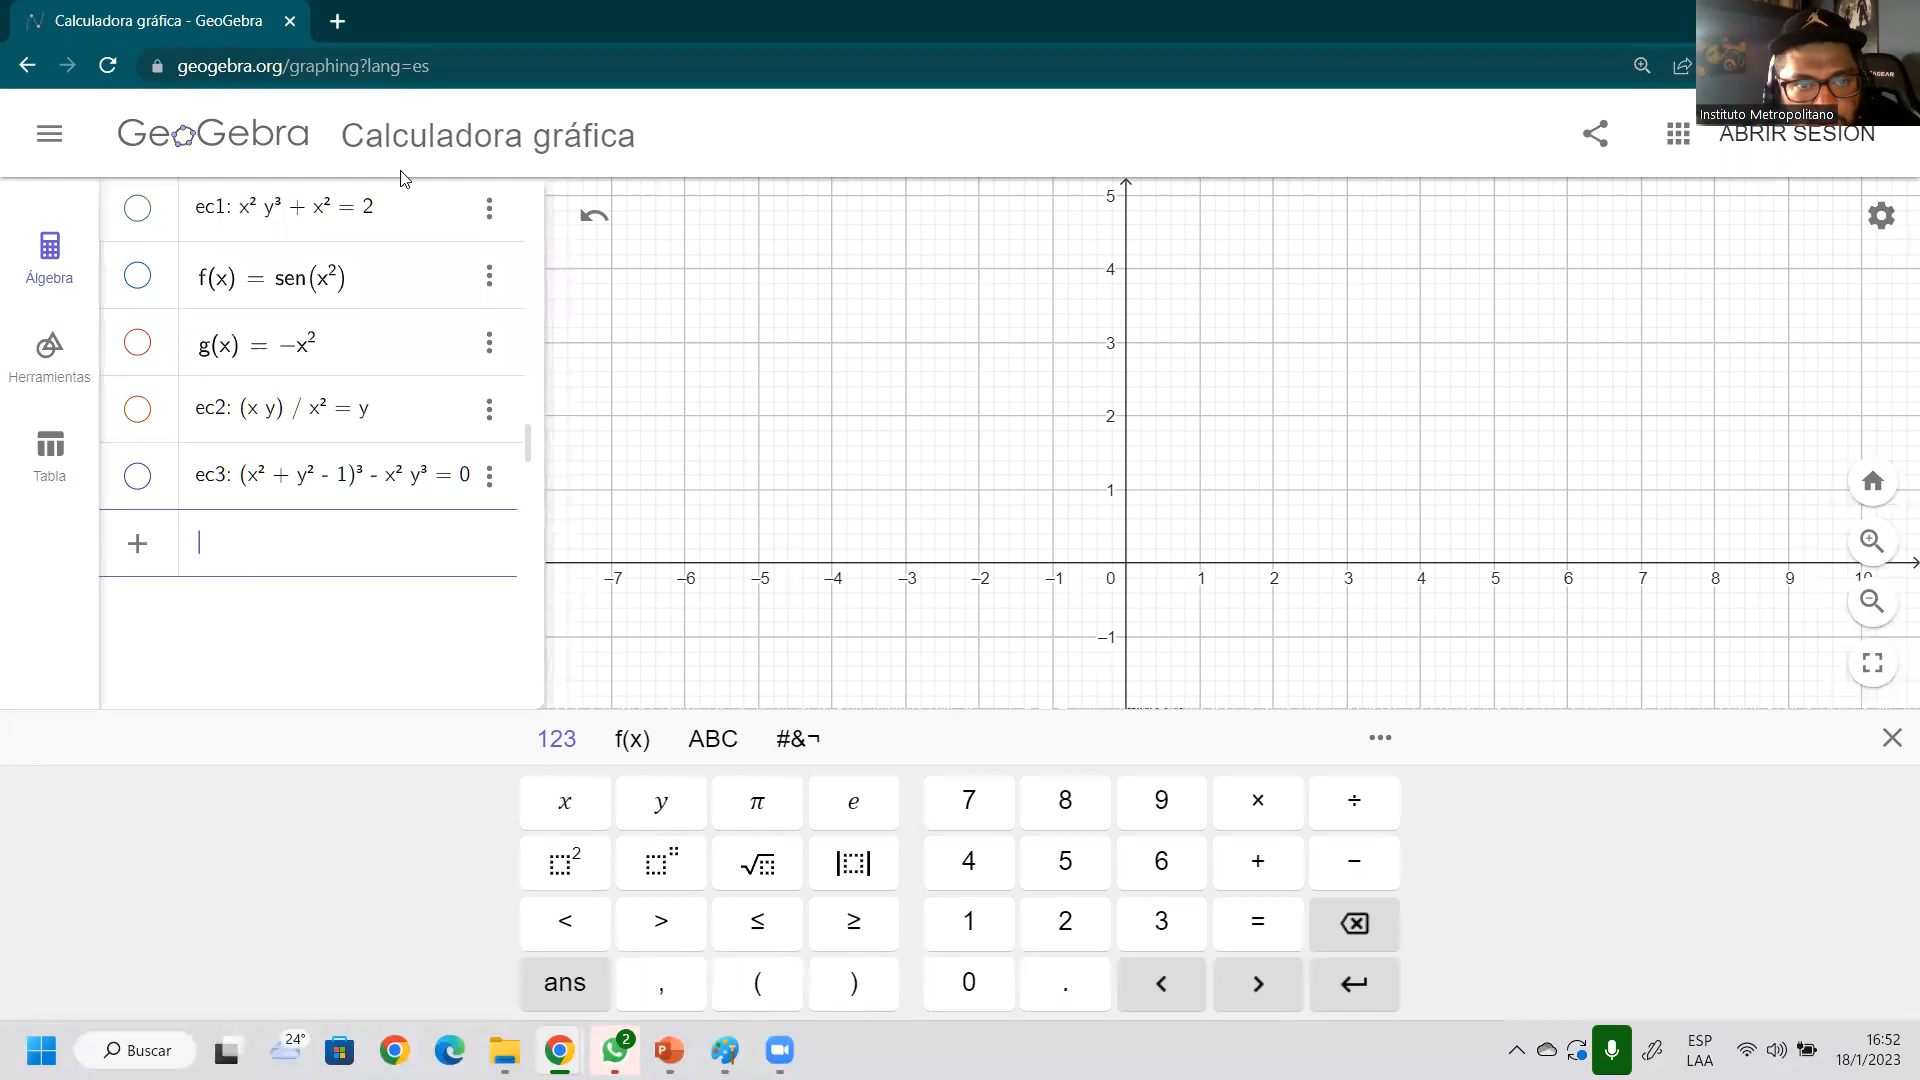 Calculadora gráfica - GeoGebra
geogebra.org/graphing?lang=es
Instituto Metropolitano
GeoGebra Calculadora gráfica
ABRIR SESIÓN
Álgebra
Herramientas
Tabla
ec1: x² y³ + x² = 2
f(x) = sen(x²)
g(x) = −x²
ec2: (x y) / x² = y
ec3: (x² + y² - 1)³ - x² y³ = 0
5
4
3
2
1
–7 –6 –5 –4 –3 –2 –1 0 1 2 3 4 5 6 7 8 9 10
–1
123 f(x) ABC #&¬
x y π e 7 8 9 × ÷
4 5 6 + −
< > ≤ ≥ 1 2 3 =
ans , ( ) 0 . < >
Buscar
24°
2
ESP
LAA
16:52
18/1/2023